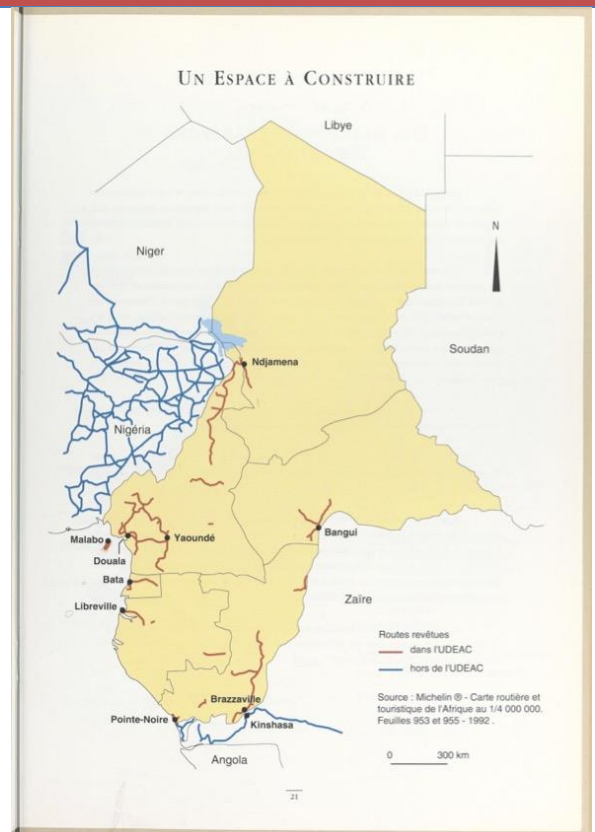 UN ESPACE À CONSTRUIRE
Libye
N
Niger
Soudan
Ndjamena
Nigéria
Malabo
Yaoundé
Bangui
Douala
Bata
Libreville
Zaïre
Routes revêtues
dans l'UDEAC
hors de l'UDEAC
Source : Michelin ® - Carte routière et
touristique de l'Afrique au 1/4 000 000.
Feuilles 953 et 955 - 1992 .
Brazzaville
Pointe-Noire
Kinshasa
Angola
0 300 km
21